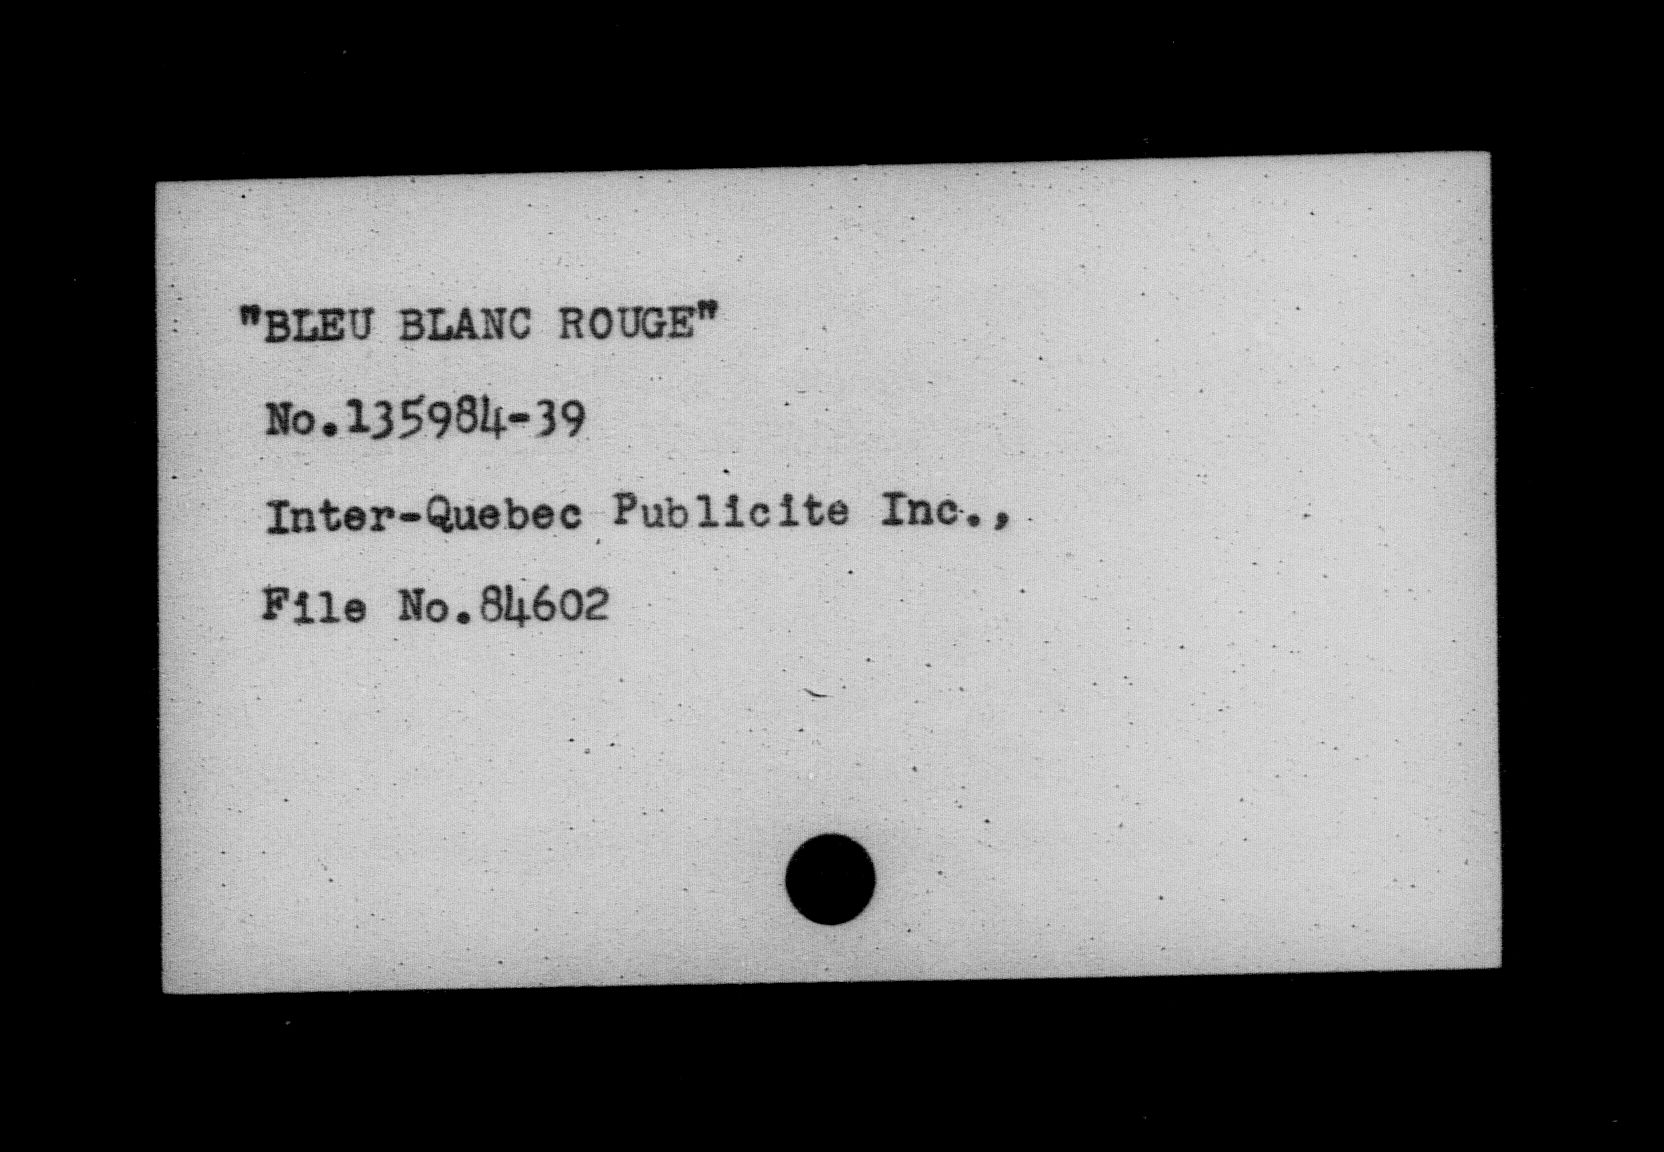 "BLEU BLANC ROUGE"
No.135984-39
Inter-Quebec Publicite Inc.,
File No.84602